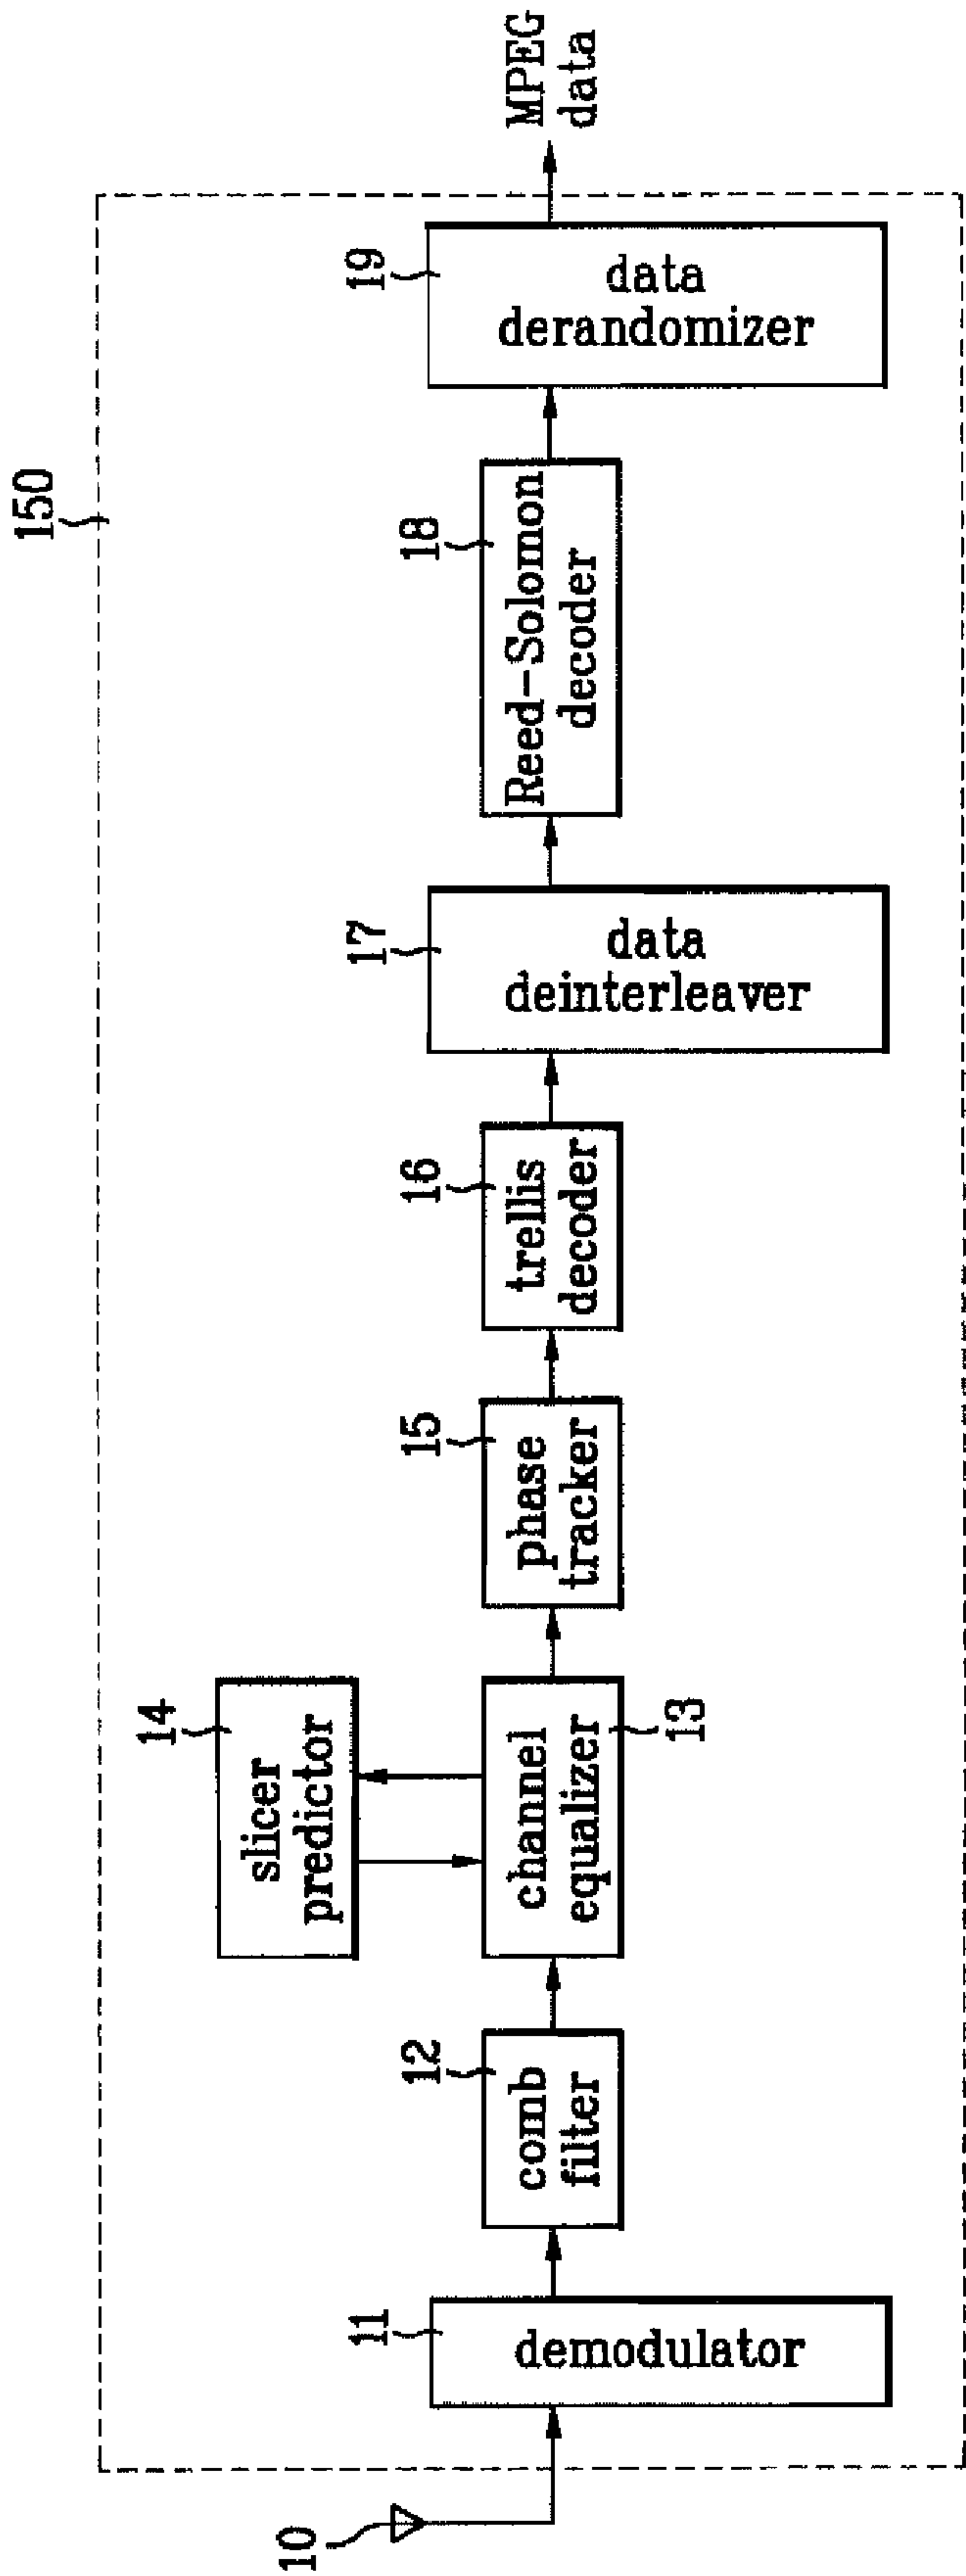 150
10
11
demodulator
12
comb
filter
14
slicer
predictor
channel
equalizer
13
15
phase
tracker
16
trellis
decoder
17
data
deinterleaver
18
Reed-Solomon
decoder
19
data
derandomizer
MPEG
data